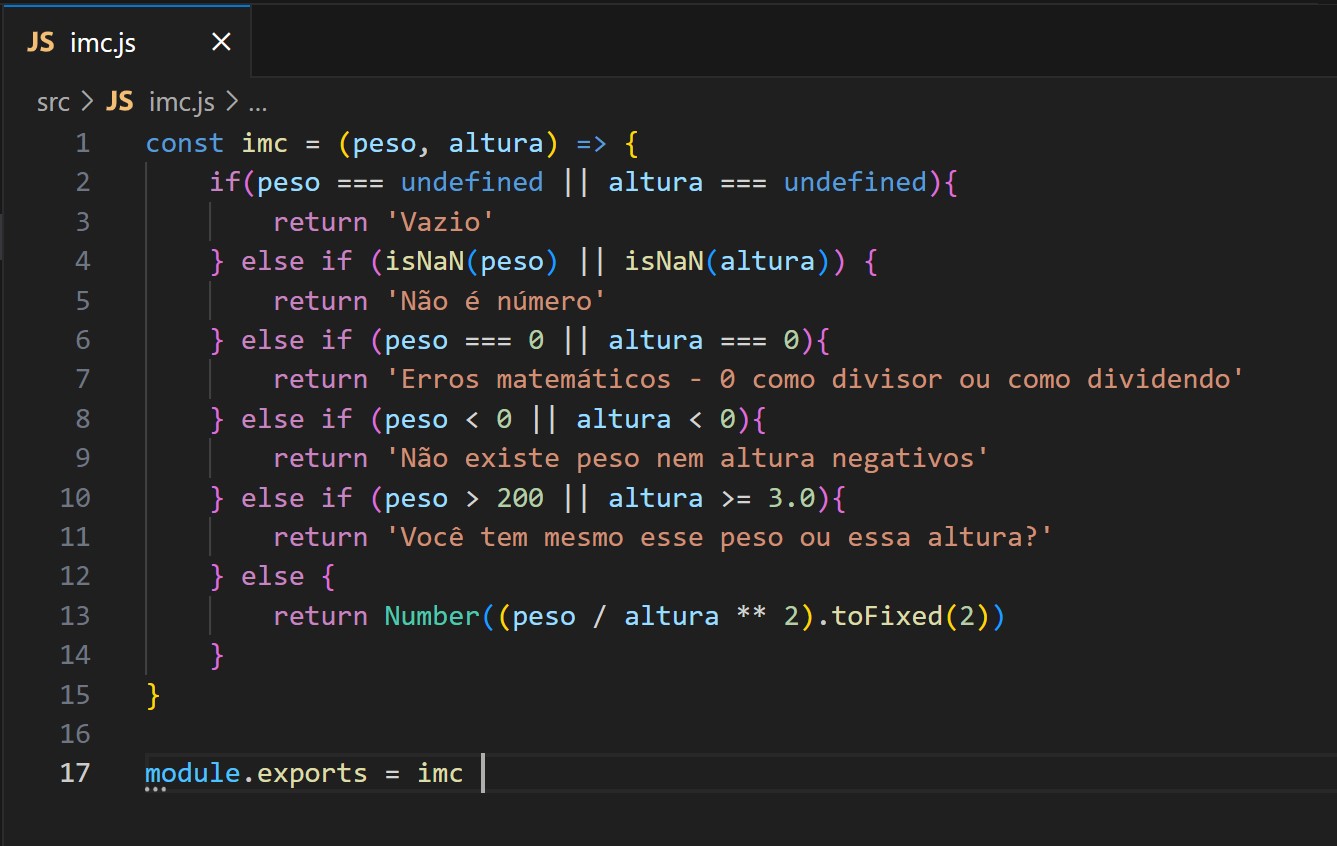 JS imc.js ×
src > JS imc.js > ...
1 const imc = (peso, altura) => {
2     if(peso === undefined || altura === undefined){
3         return 'Vazio'
4     } else if (isNaN(peso) || isNaN(altura)) {
5         return 'Não é número'
6     } else if (peso === 0 || altura === 0){
7         return 'Erros matemáticos - 0 como divisor ou como dividendo'
8     } else if (peso < 0 || altura < 0){
9         return 'Não existe peso nem altura negativos'
10     } else if (peso > 200 || altura >= 3.0){
11         return 'Você tem mesmo esse peso ou essa altura?'
12     } else {
13         return Number((peso / altura ** 2).toFixed(2))
14     }
15 }
16
17 module.exports = imc